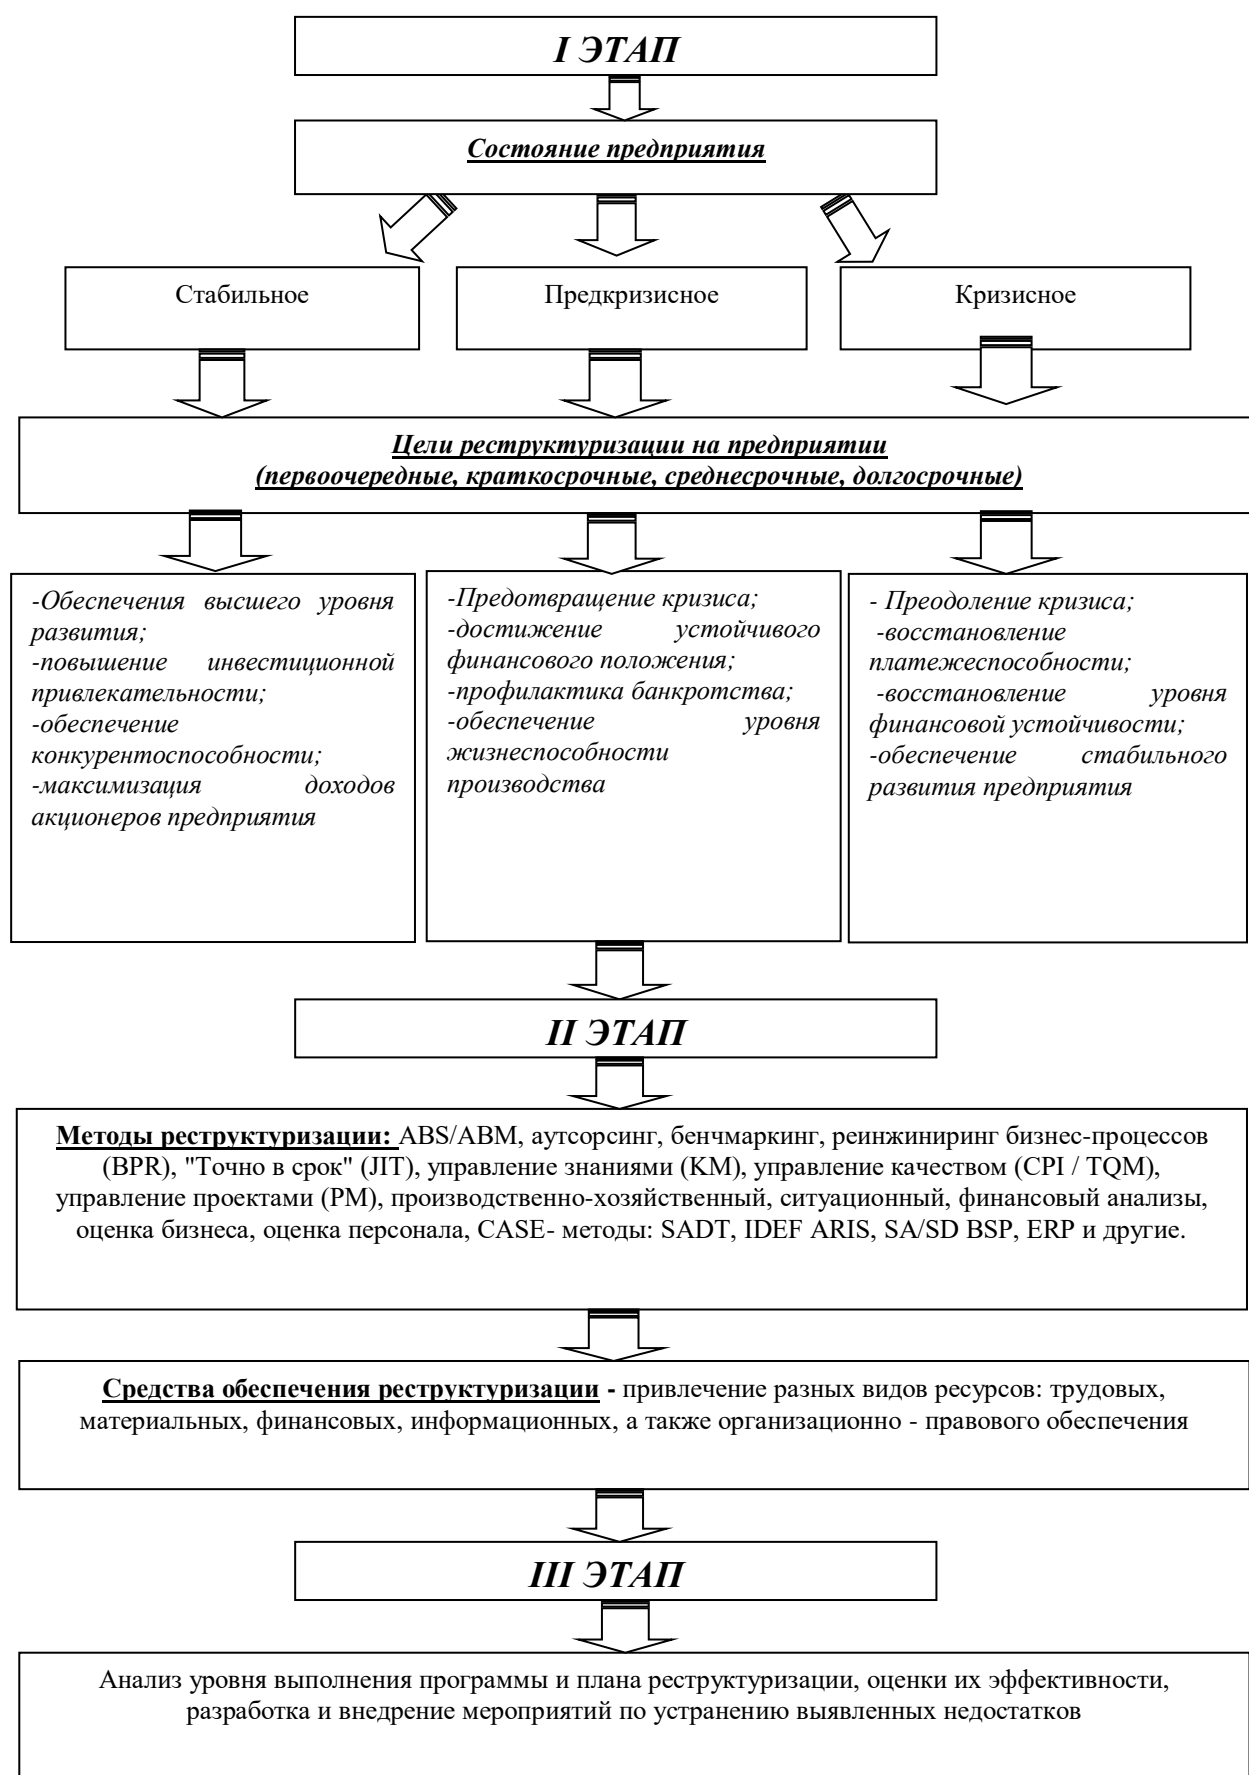 I ЭТАП
Состояние предприятия
Стабильное
Предкризисное
Кризисное
Цели реструктуризации на предприятии
(первоочередные, краткосрочные, среднесрочные, долгосрочные)
-Обеспечения высшего уровня
развития;
-повышение инвестиционной
привлекательности;
-обеспечение
конкурентоспособности;
-максимизация доходов
акционеров предприятия
-Предотвращение кризиса;
-достижение устойчивого
финансового положения;
-профилактика банкротства;
-обеспечение уровня
жизнеспособности
производства
- Преодоление кризиса;
-восстановление
платежеспособности;
-восстановление уровня
финансовой устойчивости;
-обеспечение стабильного
развития предприятия
II ЭТАП
Методы реструктуризации: ABS/ABM, аутсорсинг, бенчмаркинг, реинжиниринг бизнес-процессов
(BPR), "Точно в срок" (JIT), управление знаниями (KM), управление качеством (CPI / TQM),
управление проектами (PM), производственно-хозяйственный, ситуационный, финансовый анализы,
оценка бизнеса, оценка персонала, CASE- методы: SADT, IDEF ARIS, SA/SD BSP, ERP и другие.
Средства обеспечения реструктуризации - привлечение разных видов ресурсов: трудовых,
материальных, финансовых, информационных, а также организационно - правового обеспечения
III ЭТАП
Анализ уровня выполнения программы и плана реструктуризации, оценки их эффективности,
разработка и внедрение мероприятий по устранению выявленных недостатков